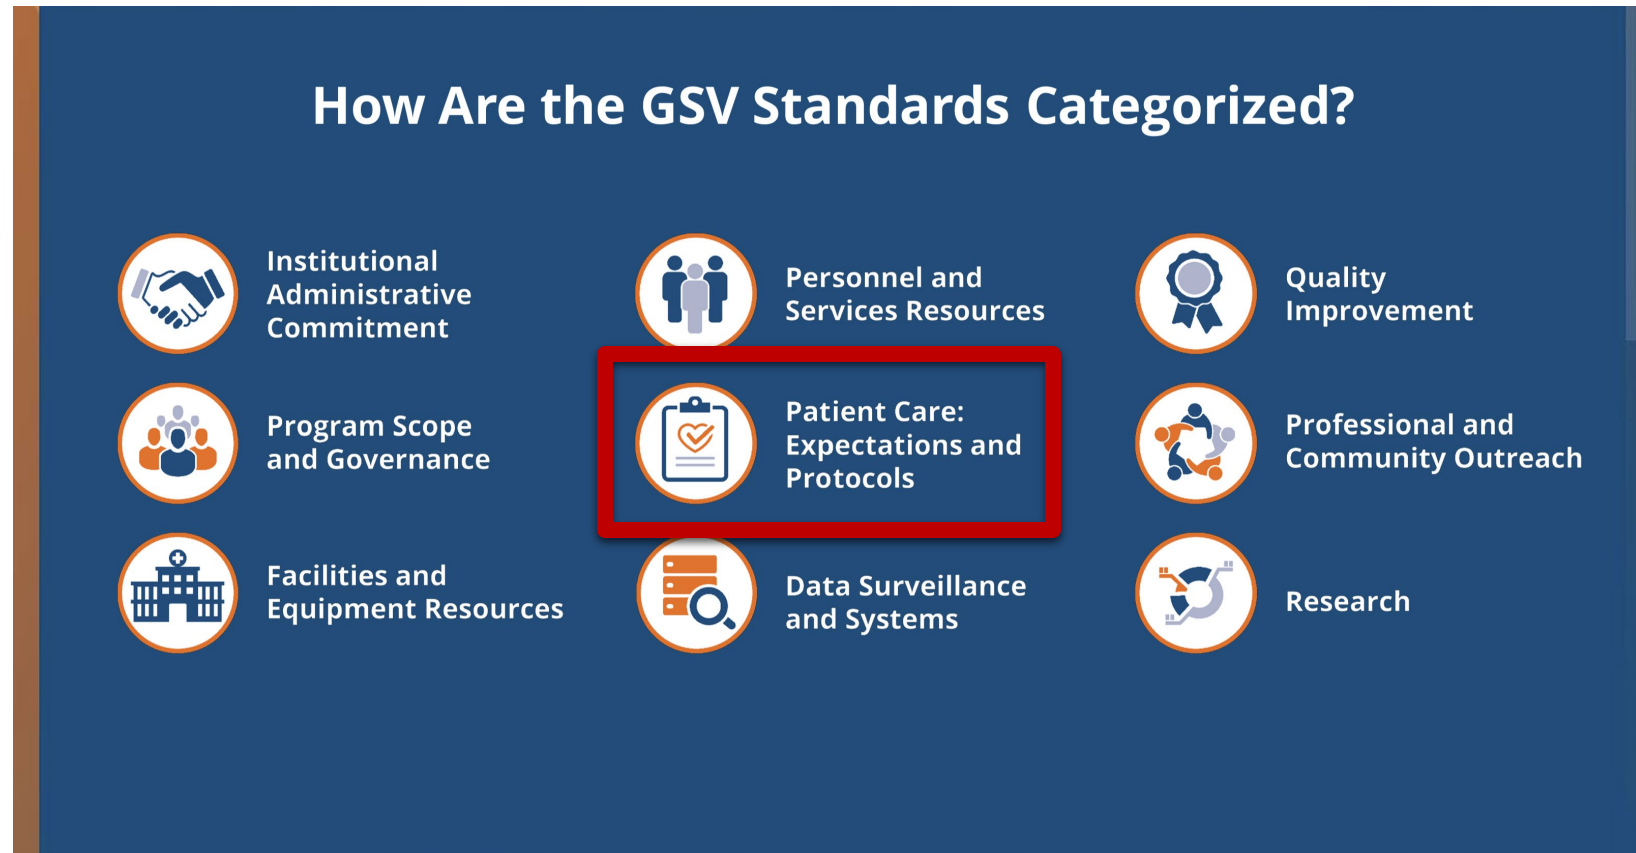 How Are the GSV Standards Categorized?
Institutional
Administrative
Commitment
Program Scope
and Governance
Facilities and
Equipment Resources
Personnel and
Services Resources
Patient Care:
Expectations and
Protocols
Data Surveillance
and Systems
Quality
Improvement
Professional and
Community Outreach
Research